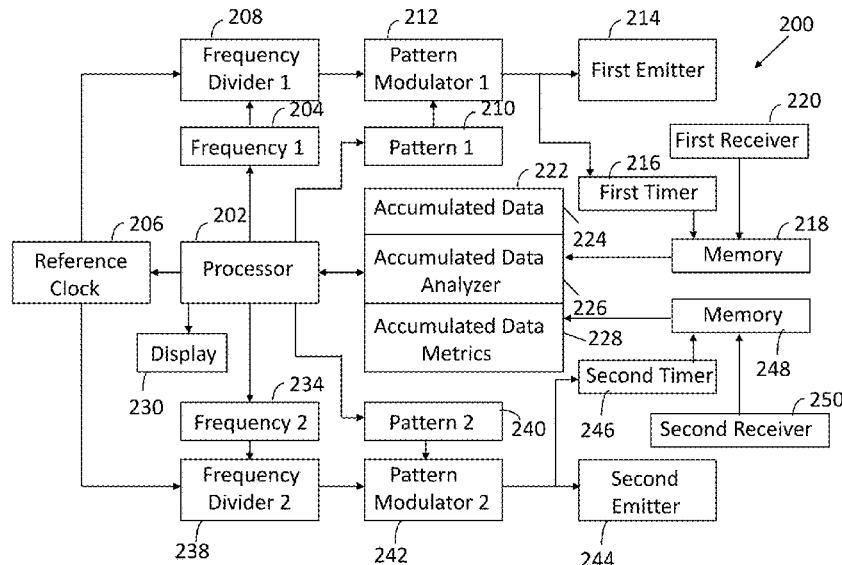 208
212
214
200
Frequency
Divider 1
Pattern
Modulator 1
First Emitter
204
210
220
Frequency 1
Pattern 1
First Receiver
222
216
First Timer
206
202
Accumulated Data
224
218
Reference
Clock
Processor
Accumulated Data
Analyzer
Memory
226
Display
230
Accumulated Data
Metrics
228
Memory
248
234
Second Timer
246
250
Frequency 2
Pattern 2
240
Second Receiver
Frequency
Divider 2
Pattern
Modulator 2
Second
Emitter
238
242
244